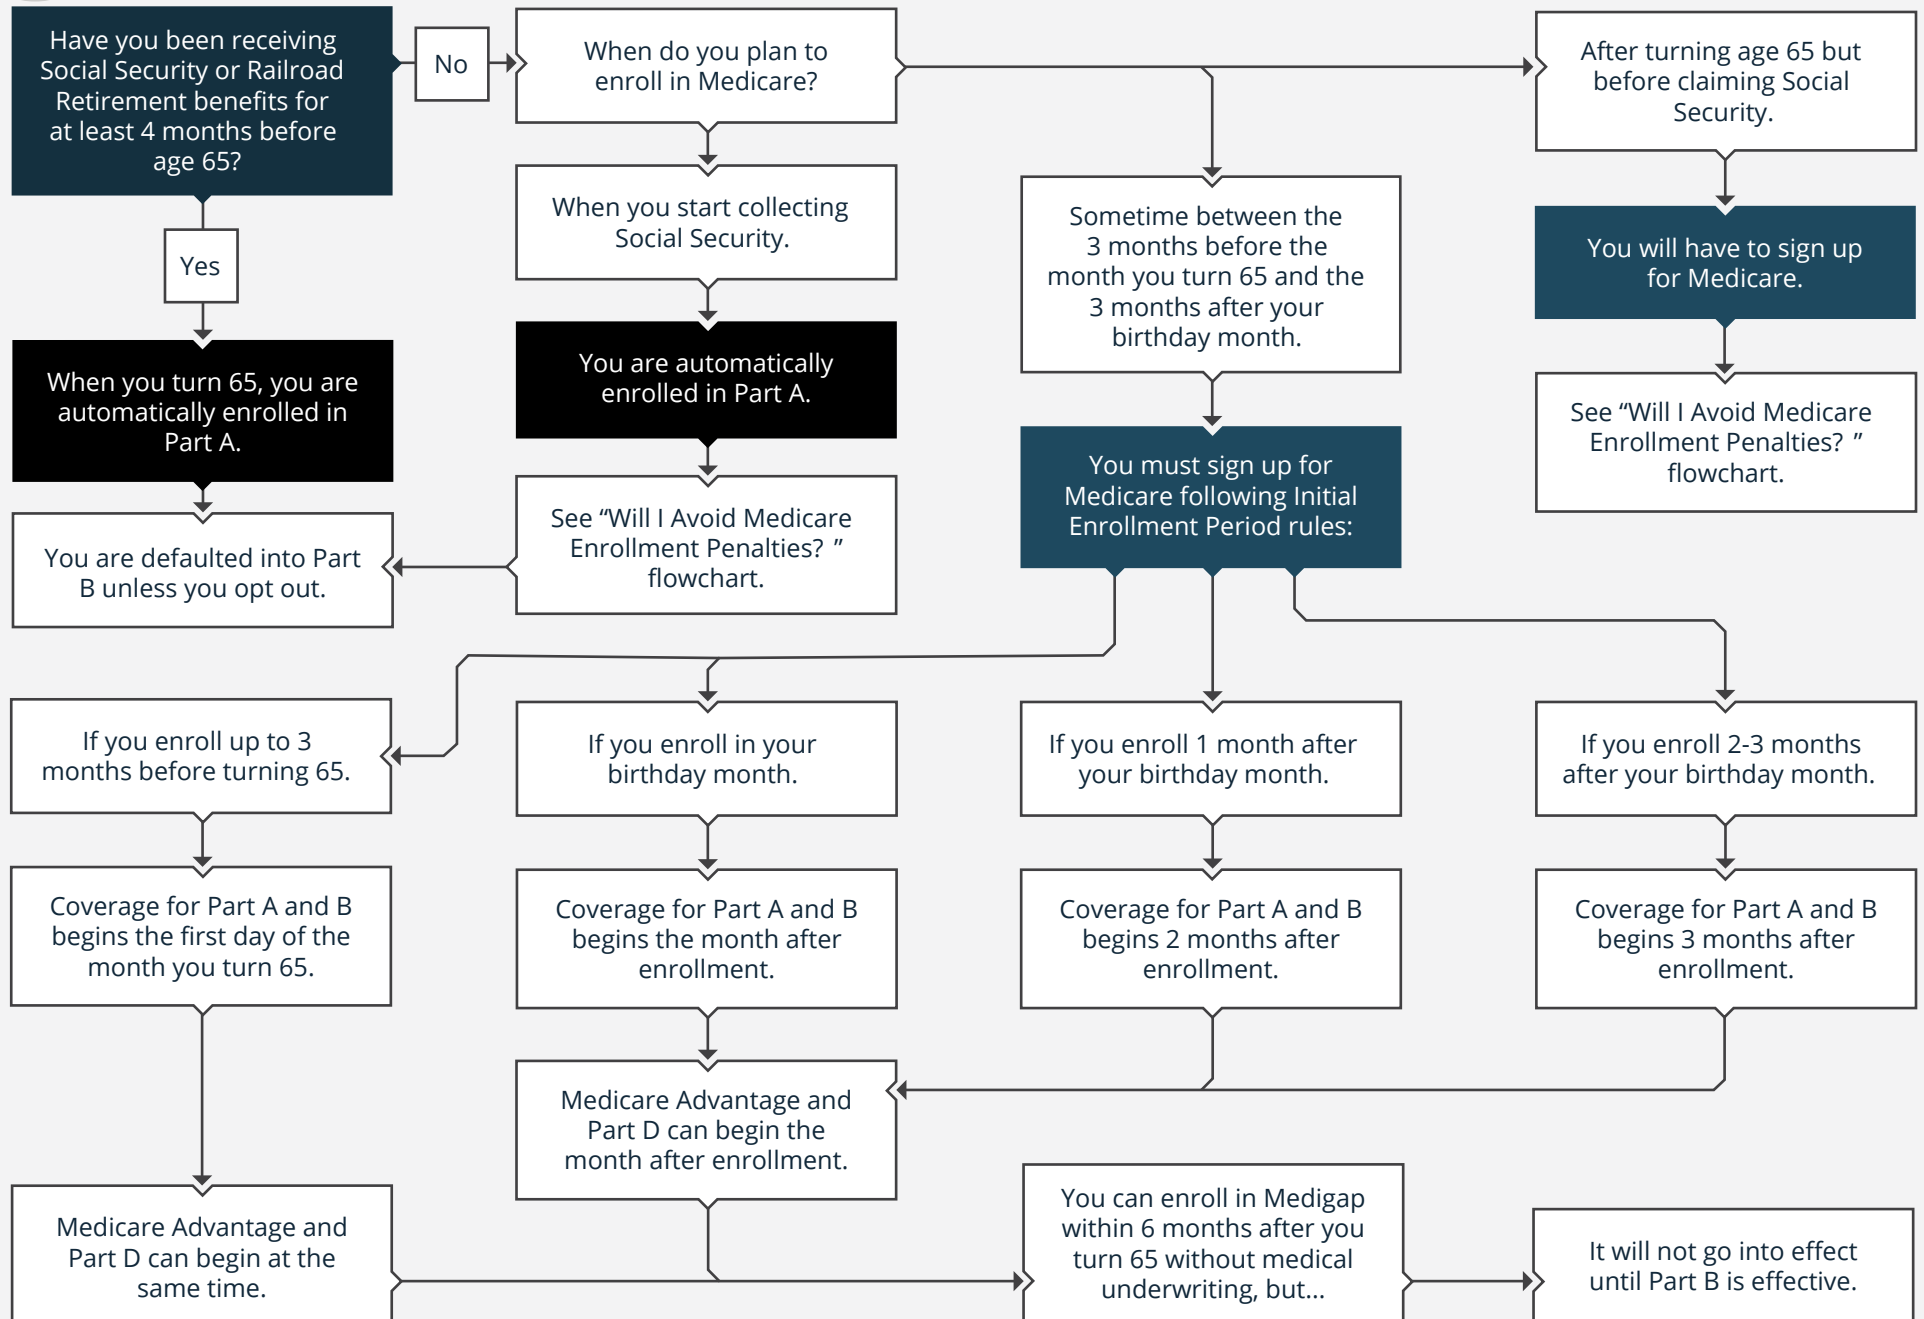 Have you been receiving
Social Security or Railroad
Retirement benefits for
at least 4 months before
age 65?
No
When do you plan to
enroll in Medicare?
After turning age 65 but
before claiming Social
Security.
Yes
When you start collecting
Social Security.
Sometime between the
3 months before the
month you turn 65 and the
3 months after your
birthday month.
You will have to sign up
for Medicare.
When you turn 65, you are
automatically enrolled in
Part A.
You are automatically
enrolled in Part A.
See “Will I Avoid Medicare
Enrollment Penalties? ”
flowchart.
You are defaulted into Part
B unless you opt out.
See “Will I Avoid Medicare
Enrollment Penalties? ”
flowchart.
You must sign up for
Medicare following Initial
Enrollment Period rules:
If you enroll up to 3
months before turning 65.
If you enroll in your
birthday month.
If you enroll 1 month after
your birthday month.
If you enroll 2-3 months
after your birthday month.
Coverage for Part A and B
begins the first day of the
month you turn 65.
Coverage for Part A and B
begins the month after
enrollment.
Coverage for Part A and B
begins 2 months after
enrollment.
Coverage for Part A and B
begins 3 months after
enrollment.
Medicare Advantage and
Part D can begin the
month after enrollment.
Medicare Advantage and
Part D can begin at the
same time.
You can enroll in Medigap
within 6 months after you
turn 65 without medical
underwriting, but...
It will not go into effect
until Part B is effective.